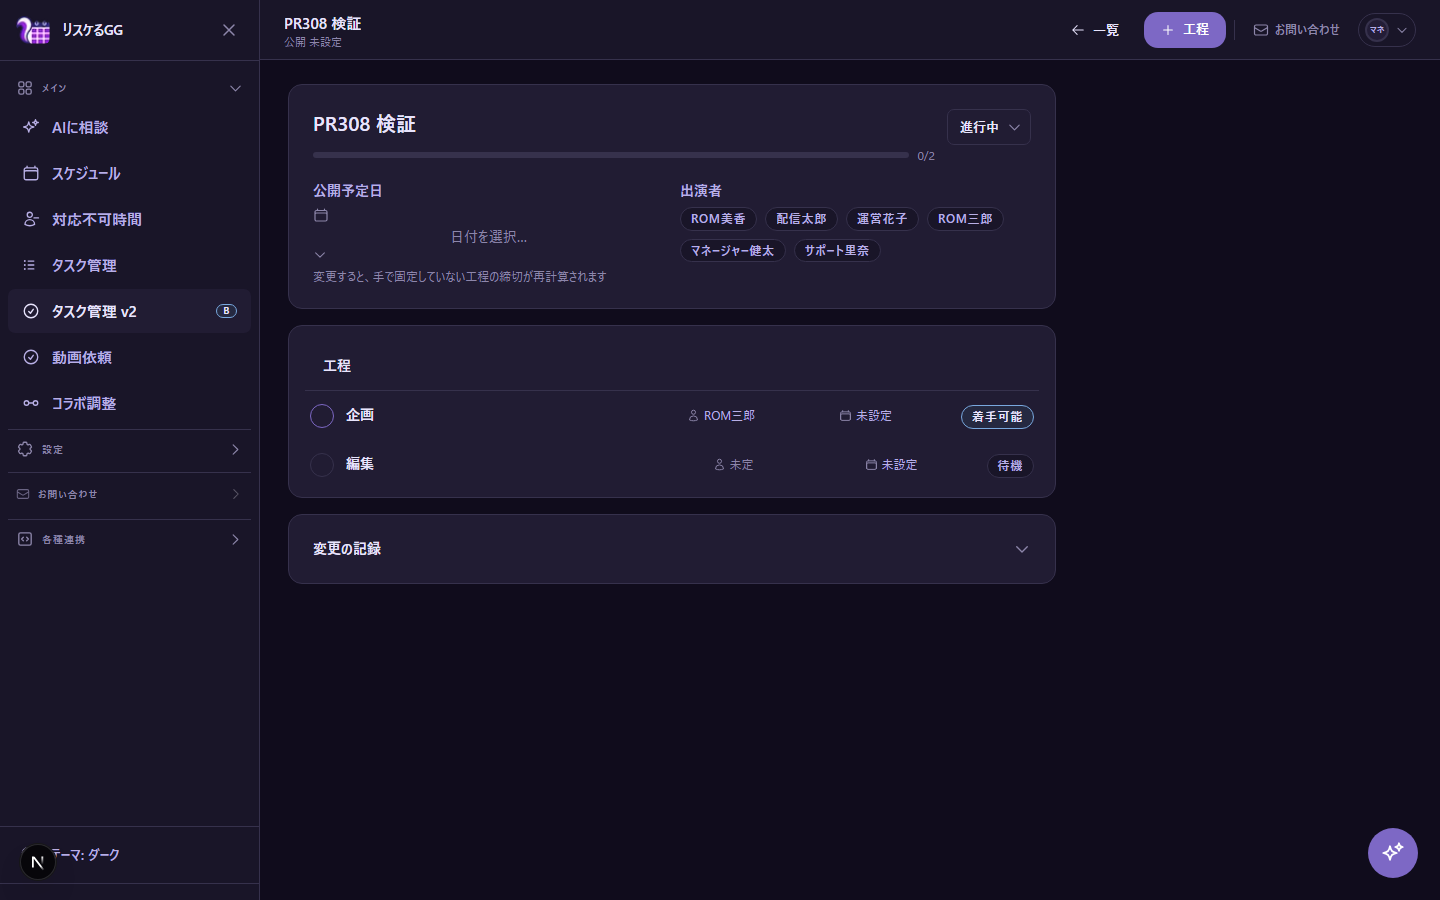 リスケるGG
メイン
AIに相談
スケジュール
対応不可時間
タスク管理
タスク管理 v2
B
動画依頼
コラボ調整
設定
お問い合わせ
各種連携
テーマ: ダーク
N
PR308 検証
公開 未設定
一覧
工程
お問い合わせ
マネ
PR308 検証
進行中
0/2
公開予定日
日付を選択...
変更すると、手で固定していない工程の締切が再計算されます
出演者
ROM美香 配信太郎 運営花子 ROM三郎
マネージャー健太 サポート里奈
工程
企画 ROM三郎 未設定 着手可能
編集 未定 未設定 待機
変更の記録